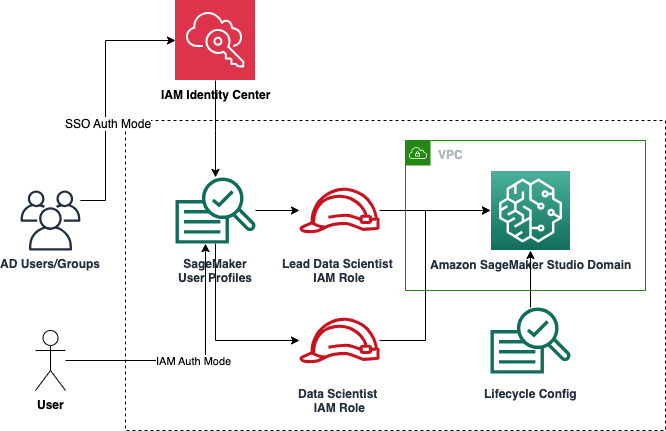 IAM Identity Center
SSO Auth Mode
VPC
AD Users/Groups
SageMaker
User Profiles
Lead Data Scientist
IAM Role
Amazon SageMaker Studio Domain
IAM Auth Mode
User
Data Scientist
IAM Role
Lifecycle Config